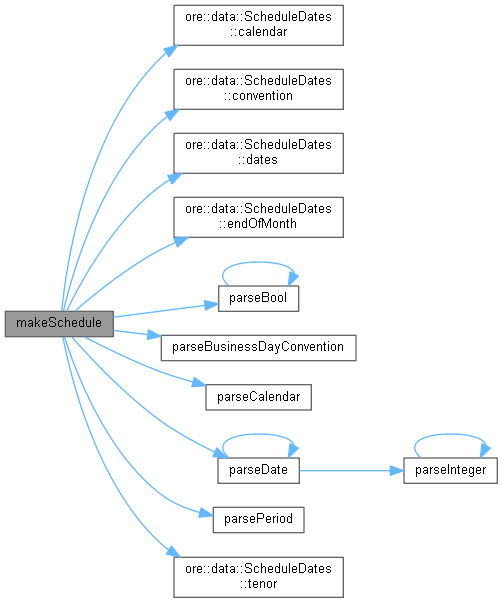 ore::data::ScheduleDates
::calendar
ore::data::ScheduleDates
::convention
ore::data::ScheduleDates
::dates
ore::data::ScheduleDates
::endOfMonth
parseBool
makeSchedule
parseBusinessDayConvention
parseCalendar
parseDate
parseInteger
parsePeriod
ore::data::ScheduleDates
::tenor